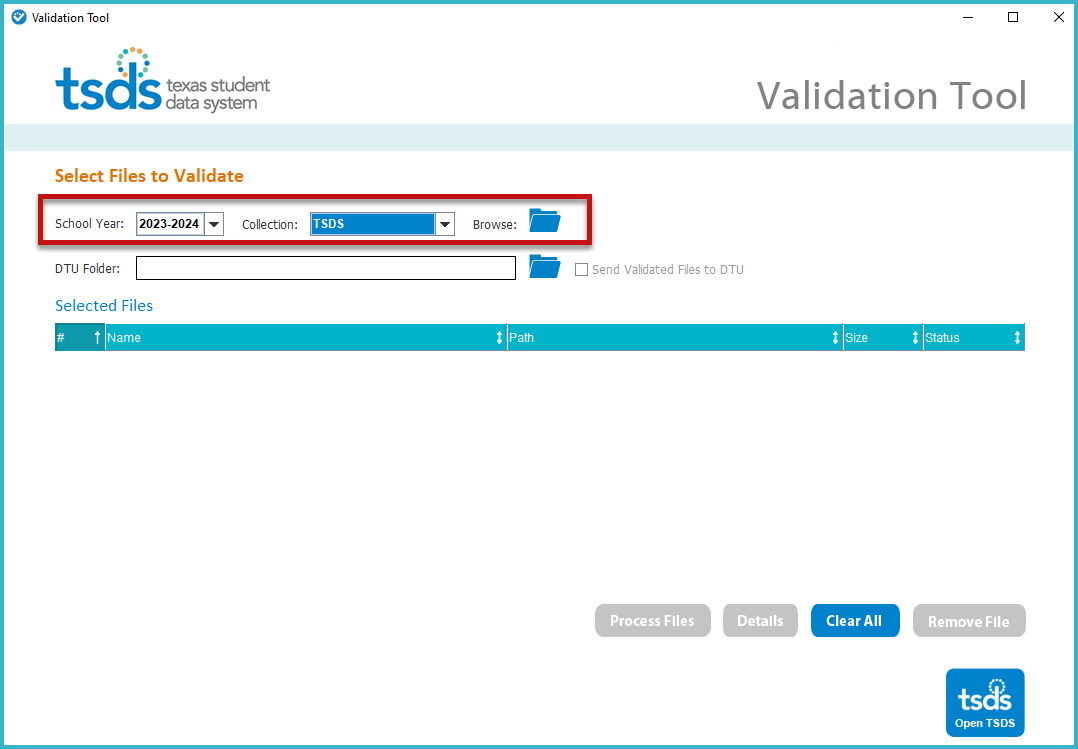 Validation Tool
tsds texas student
data system
Validation Tool
Select Files to Validate
School Year: 2023-2024 Collection: TSDS Browse:
DTU Folder: Send Validated Files to DTU
Selected Files
# Name Path Size Status
Process Files Details Clear All Remove File
tsds
Open TSDS